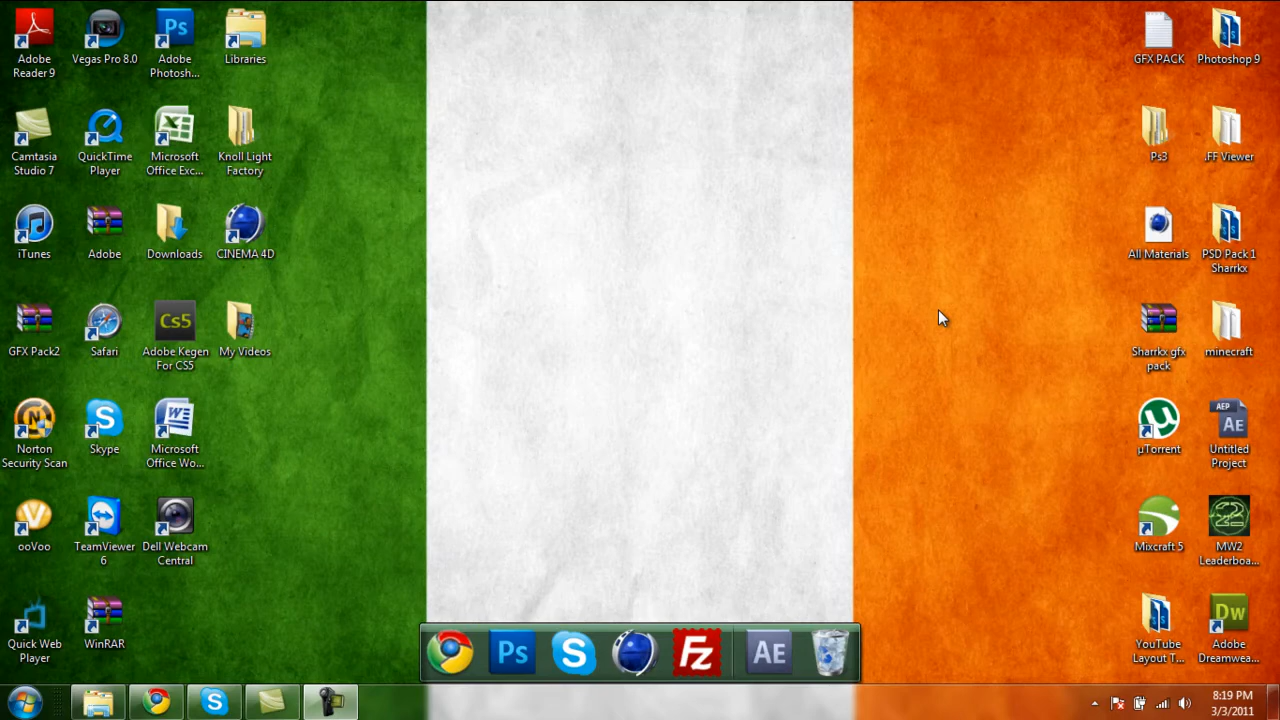 Adobe
Reader 9
Vegas Pro 8.0
Ps
Adobe
Photosh...
Libraries
GFX PACK
Photoshop 9
Camtasia
Studio 7
QuickTime
Player
Microsoft
Office Exc...
Knoll Light
Factory
Ps3
.FF Viewer
iTunes
Adobe
Downloads
CINEMA 4D
All Materials
PSD Pack 1
Sharrkx
GFX Pack2
Safari
Cs5
Adobe Kegen
For CS5
My Videos
Sharrkx gfx
pack
minecraft
Norton
Security Scan
Skype
Microsoft
Office Wo...
µTorrent
AEP
Ae
Untitled
Project
ooVoo
TeamViewer
6
Dell Webcam
Central
Mixcraft 5
2
MW2
Leaderboa...
Quick Web
Player
WinRAR
YouTube
Layout T...
Dw
Adobe
Dreamwea...
Ps
S
Fz
AE
8:19 PM
3/3/2011